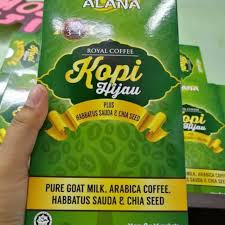 ALANA
ROYAL COFFEE
Kopi
Hijau
PLUS
HABBATUS SAUDA & CHIA SEED
PURE GOAT MILK, ARABICA COFFEE,
HABBATUS SAUDA & CHIA SEED